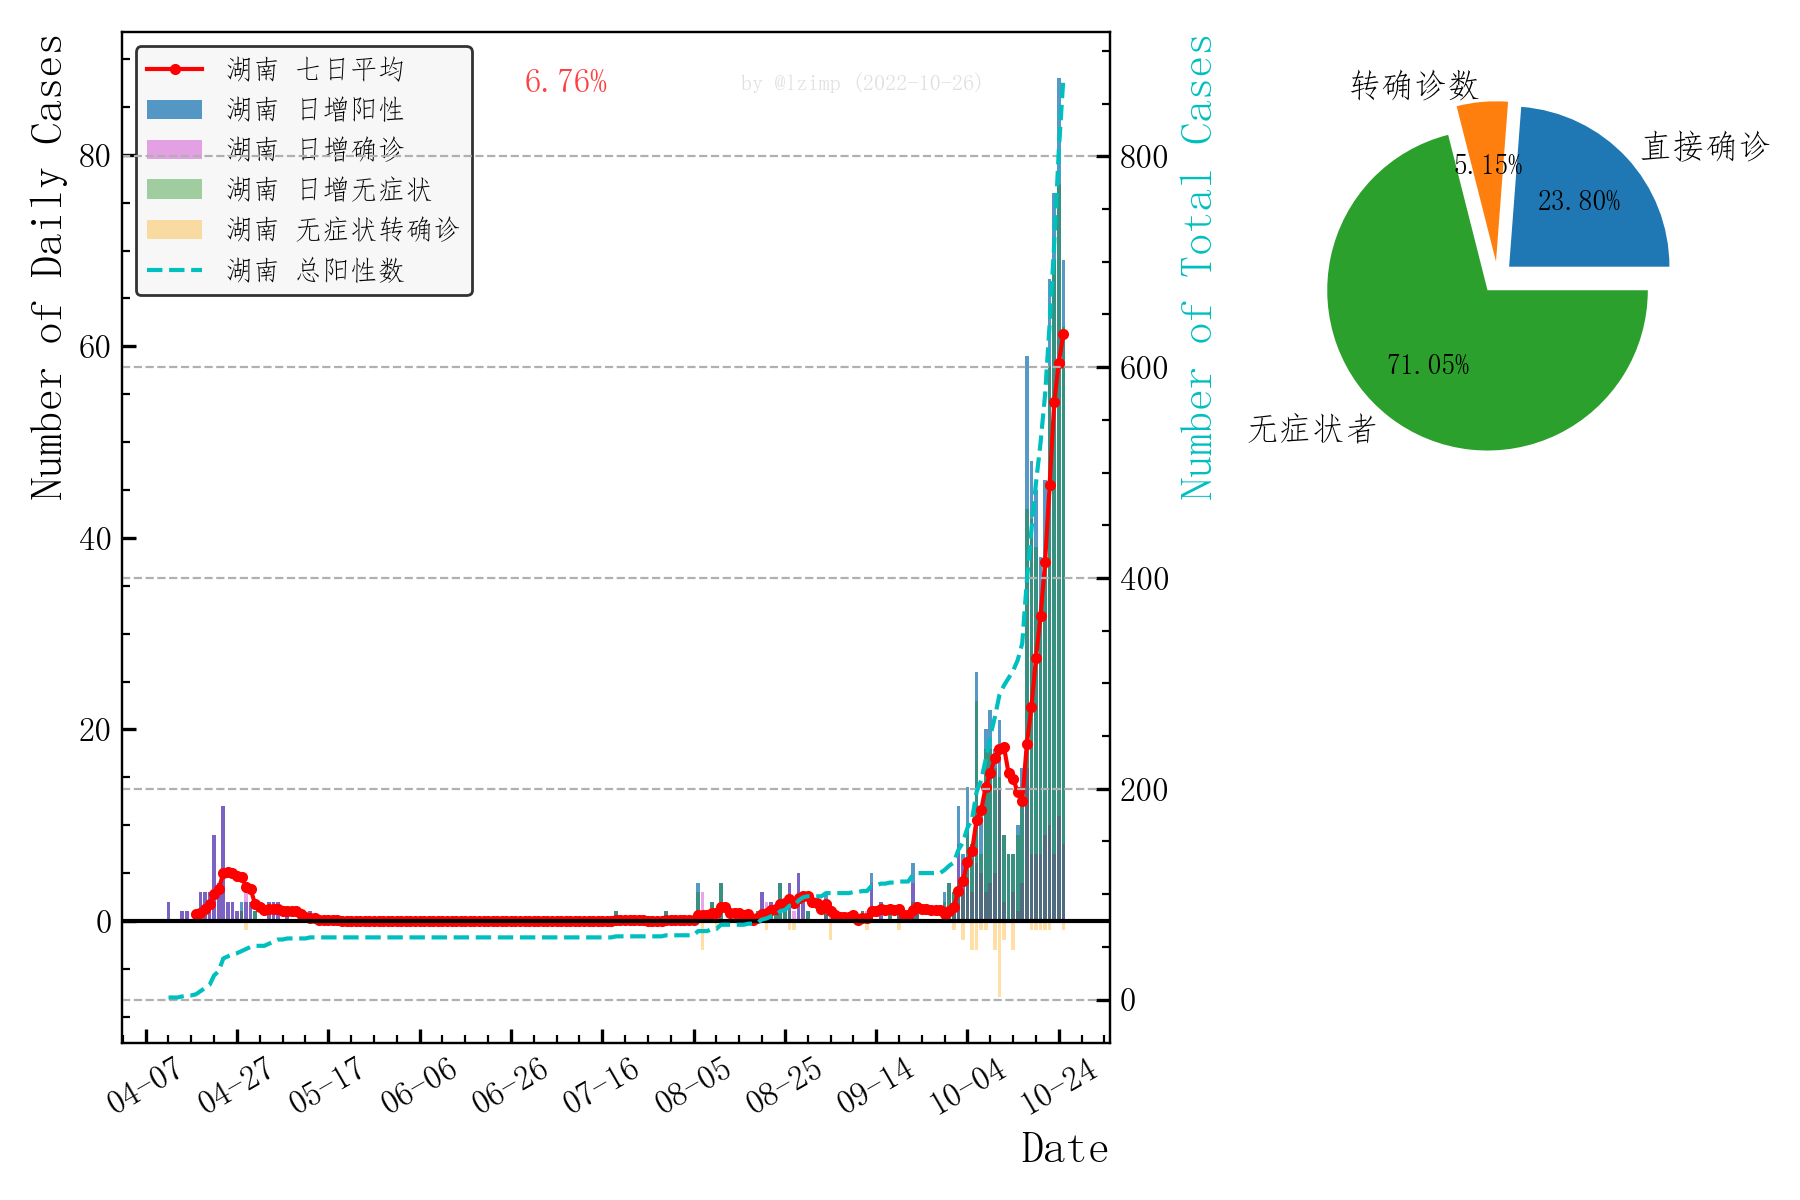 Number of Daily Cases
湖南 七日平均
湖南 日增阳性
湖南 日增确诊
湖南 日增无症状
湖南 无症状转确诊
湖南 总阳性数
6.76%
by @lzimp (2022-10-26)
80
60
40
20
0
800
600
400
200
0
Number of Total Cases
04-07
04-27
05-17
06-06
06-26
07-16
08-05
08-25
09-14
10-04
10-24
Date
转确诊数
直接确诊
5.15%
23.80%
71.05%
无症状者